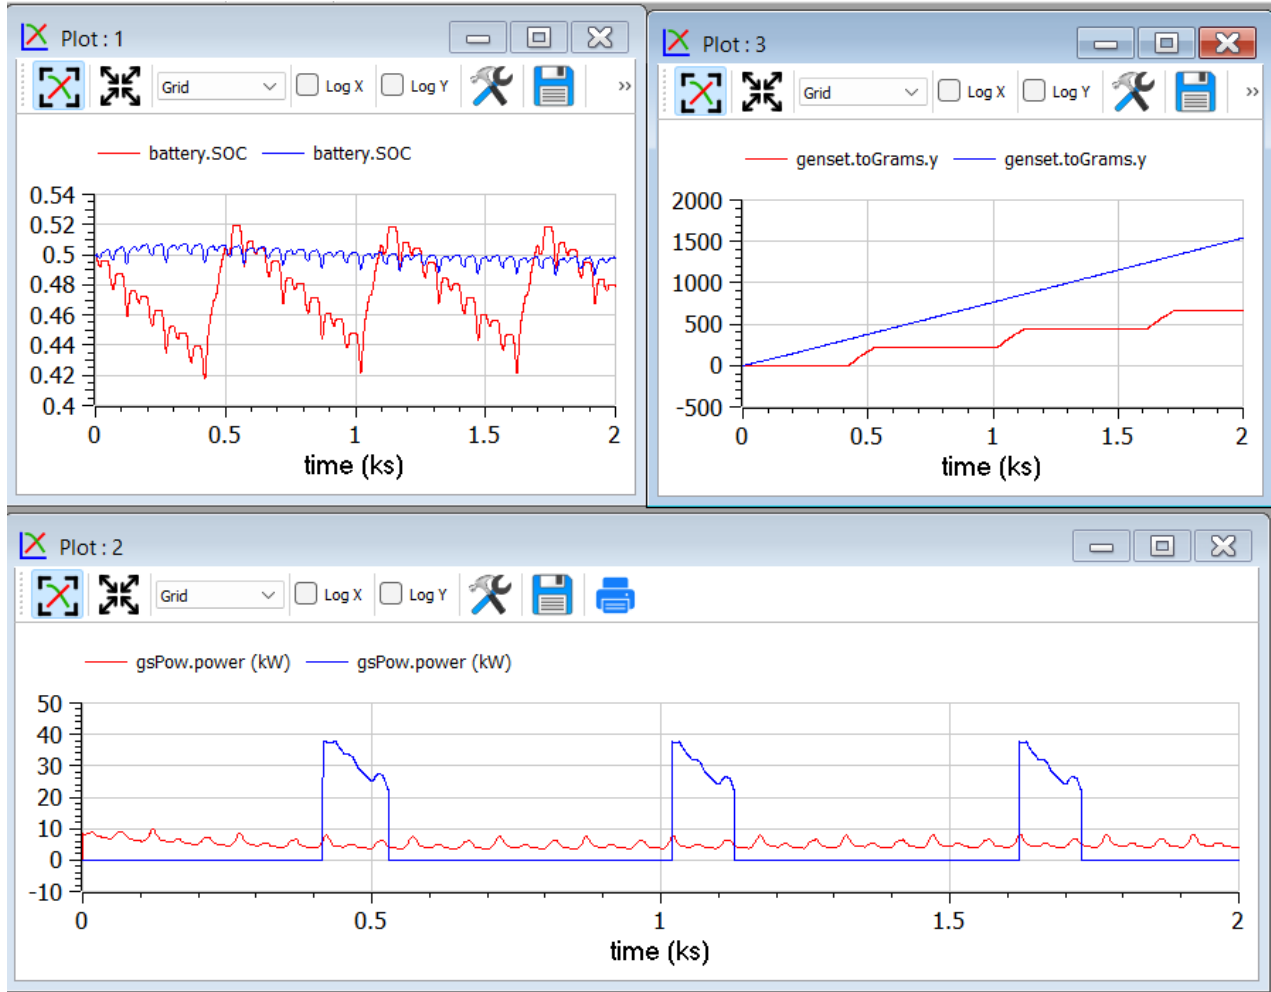 Plot : 1
Grid Log X Log Y »
battery.SOC battery.SOC
0.54
0.52
0.5
0.48
0.46
0.44
0.42
0.4
0 0.5 1 1.5 2
time (ks)
Plot : 3
Grid Log X Log Y »
genset.toGrams.y genset.toGrams.y
2000
1500
1000
500
0
-500
0 0.5 1 1.5 2
time (ks)
Plot : 2
Grid Log X Log Y
gsPow.power (kW) gsPow.power (kW)
50
40
30
20
10
0
-10
0 0.5 1 1.5 2
time (ks)